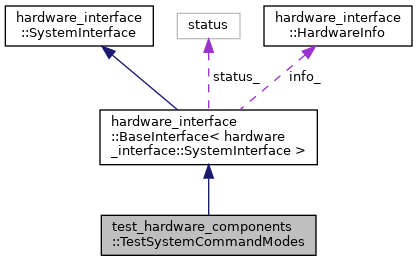 hardware_interface
::SystemInterface
status
hardware_interface
::HardwareInfo
status_
info_
hardware_interface
::BaseInterface< hardware
_interface::SystemInterface >
test_hardware_components
::TestSystemCommandModes